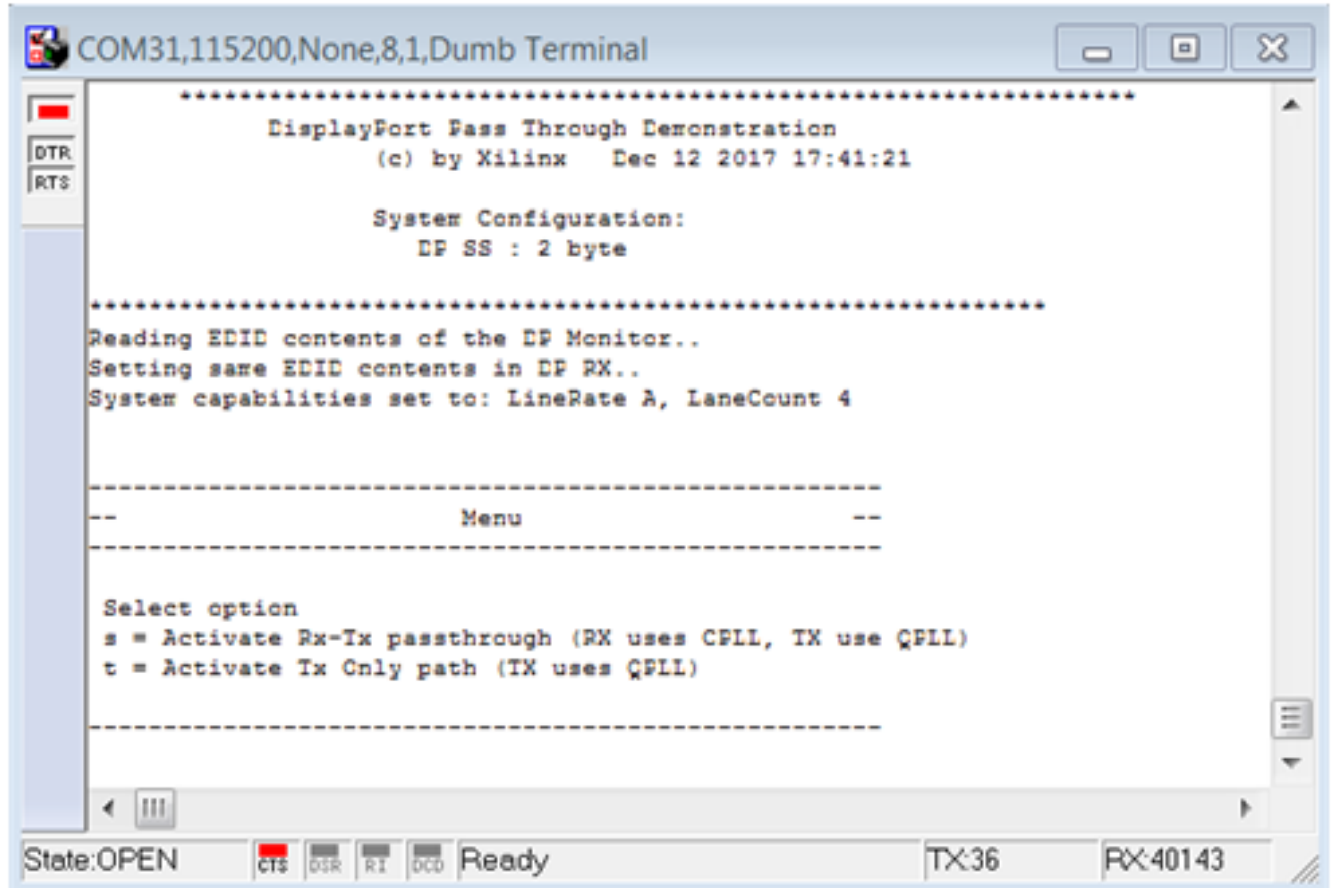 COM31,115200,None,8,1,Dumb Terminal
DTR
RTS
********************************************************************
DisplayPort Pass Through Demonstration
(c) by Xilinx   Dec 12 2017 17:41:21
System Configuration:
DP SS : 2 byte
********************************************************************
Reading EDID contents of the DP Monitor..
Setting same EDID contents in DP RX..
System capabilities set to: LineRate A, LaneCount 4
-----------------------------------------------------
--                       Menu                      --
-----------------------------------------------------
Select option
s = Activate Rx-Tx passthrough (RX uses CPLL, TX use QPLL)
t = Activate Tx Only path (TX uses QPLL)
-----------------------------------------------------
State:OPEN CTS DSR RI DCD Ready TX:36 RX:40143